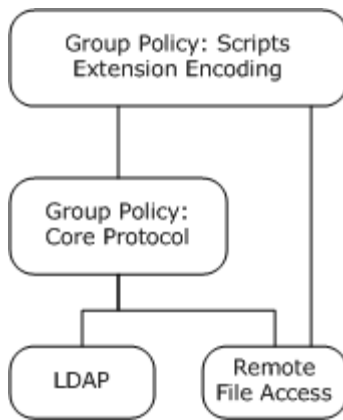 Group Policy: Scripts
Extension Encoding
Group Policy:
Core Protocol
LDAP
Remote
File Access